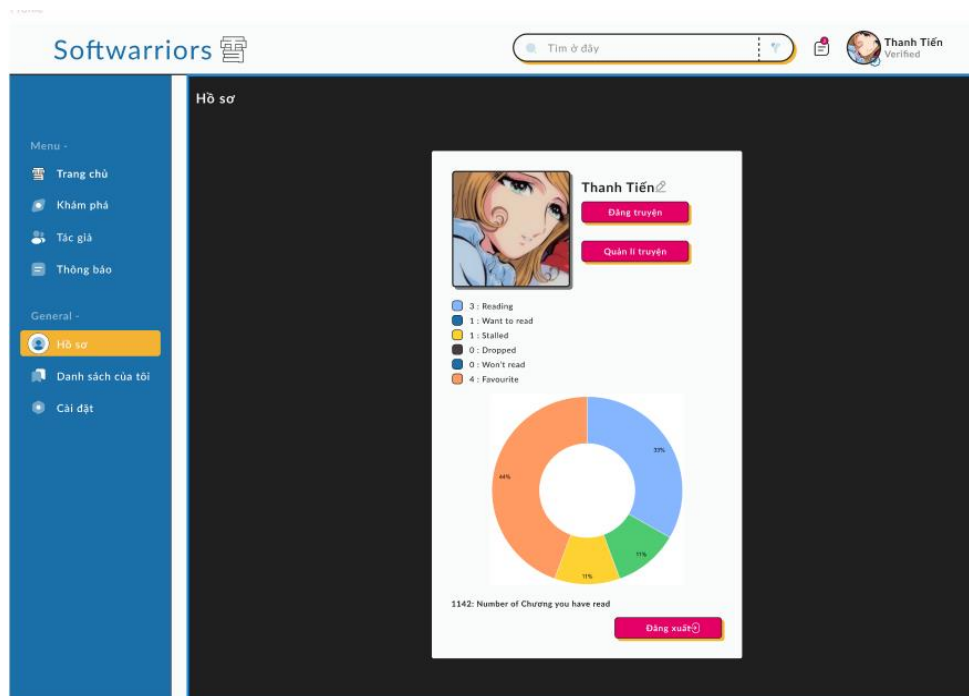 Softwarriors 雪
Tìm ở đây
Thanh Tiến
Verified
Hồ sơ
Menu -
Trang chủ
Khám phá
Tác giả
Thông báo
General -
Hồ sơ
Danh sách của tôi
Cài đặt
Thanh Tiến
Đăng truyện
Quản lí truyện
3 : Reading
1 : Want to read
1 : Stalled
0 : Dropped
0 : Won't read
4 : Favourite
33%
44%
11%
11%
1142: Number of Chương you have read
Đăng xuất